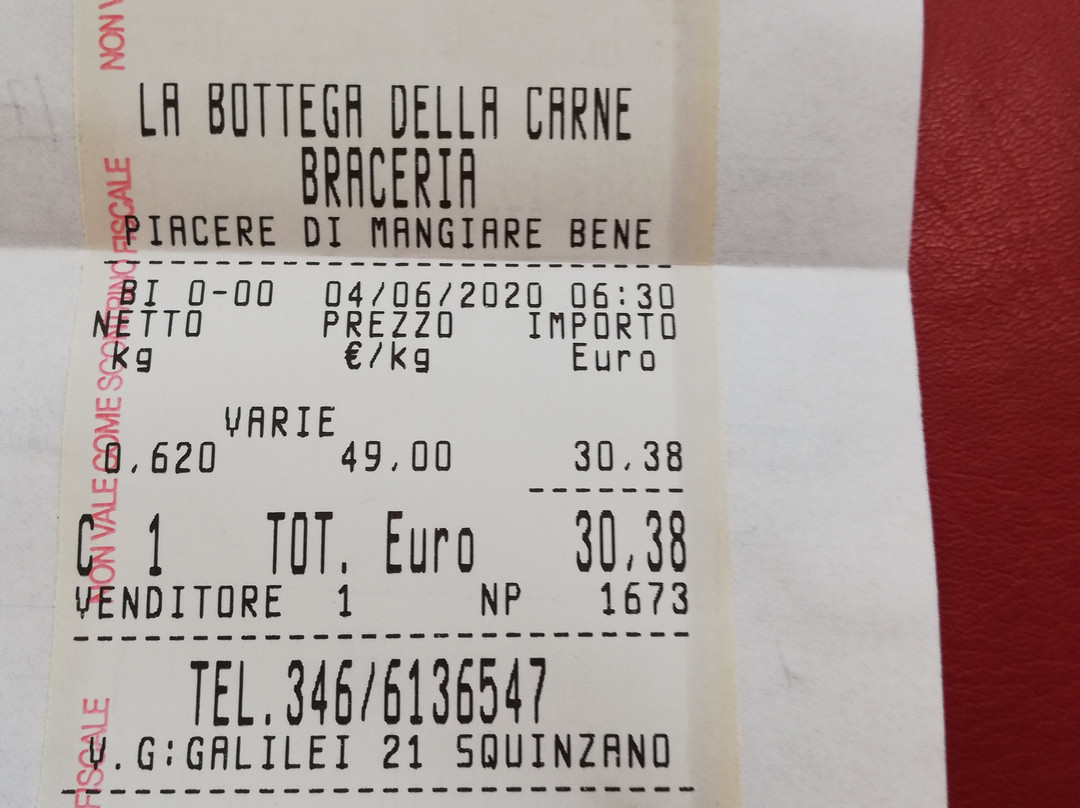 LA BOTTEGA DELLA CARNE
BRACERIA
PIACERE DI MANGIARE BENE
BI 0-00 04/06/2020 06:30
NETTO PREZZO IMPORTO
kg €/kg Euro
VARIE
0,620 49,00 30,38
C 1 TOT. Euro 30,38
VENDITORE 1 NP 1673
TEL.346/6136547
V.G:GALILEI 21 SQUINZANO
NON V
NON VALE COME SCONTRINO FISCALE
FISCALE